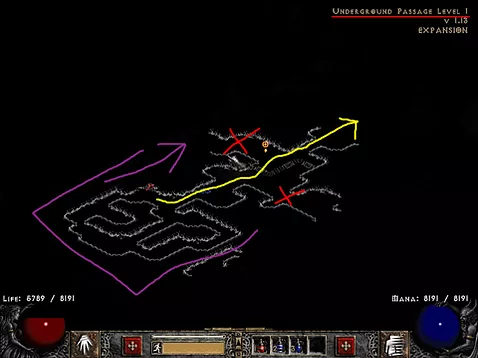 Underground Passage Level 1
v 1.13
EXPANSION
Life: 6789 / 8191
Mana: 8191 / 8191